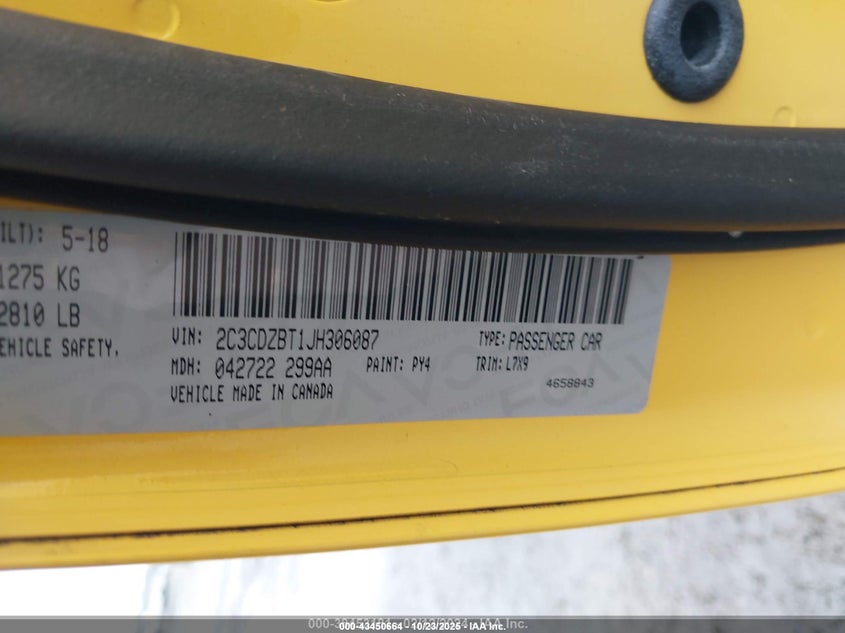 ILT): 5-18
1275 KG
2810 LB
EHICLE SAFETY.
VIN: 2C3CDZBT1JH306087 TYPE: PASSENGER CAR
MDH: 042722 299AA PAINT: PY4 TRIM: L7X9
VEHICLE MADE IN CANADA 4658843
000-43450664 10/23/2025 - IAA Inc.